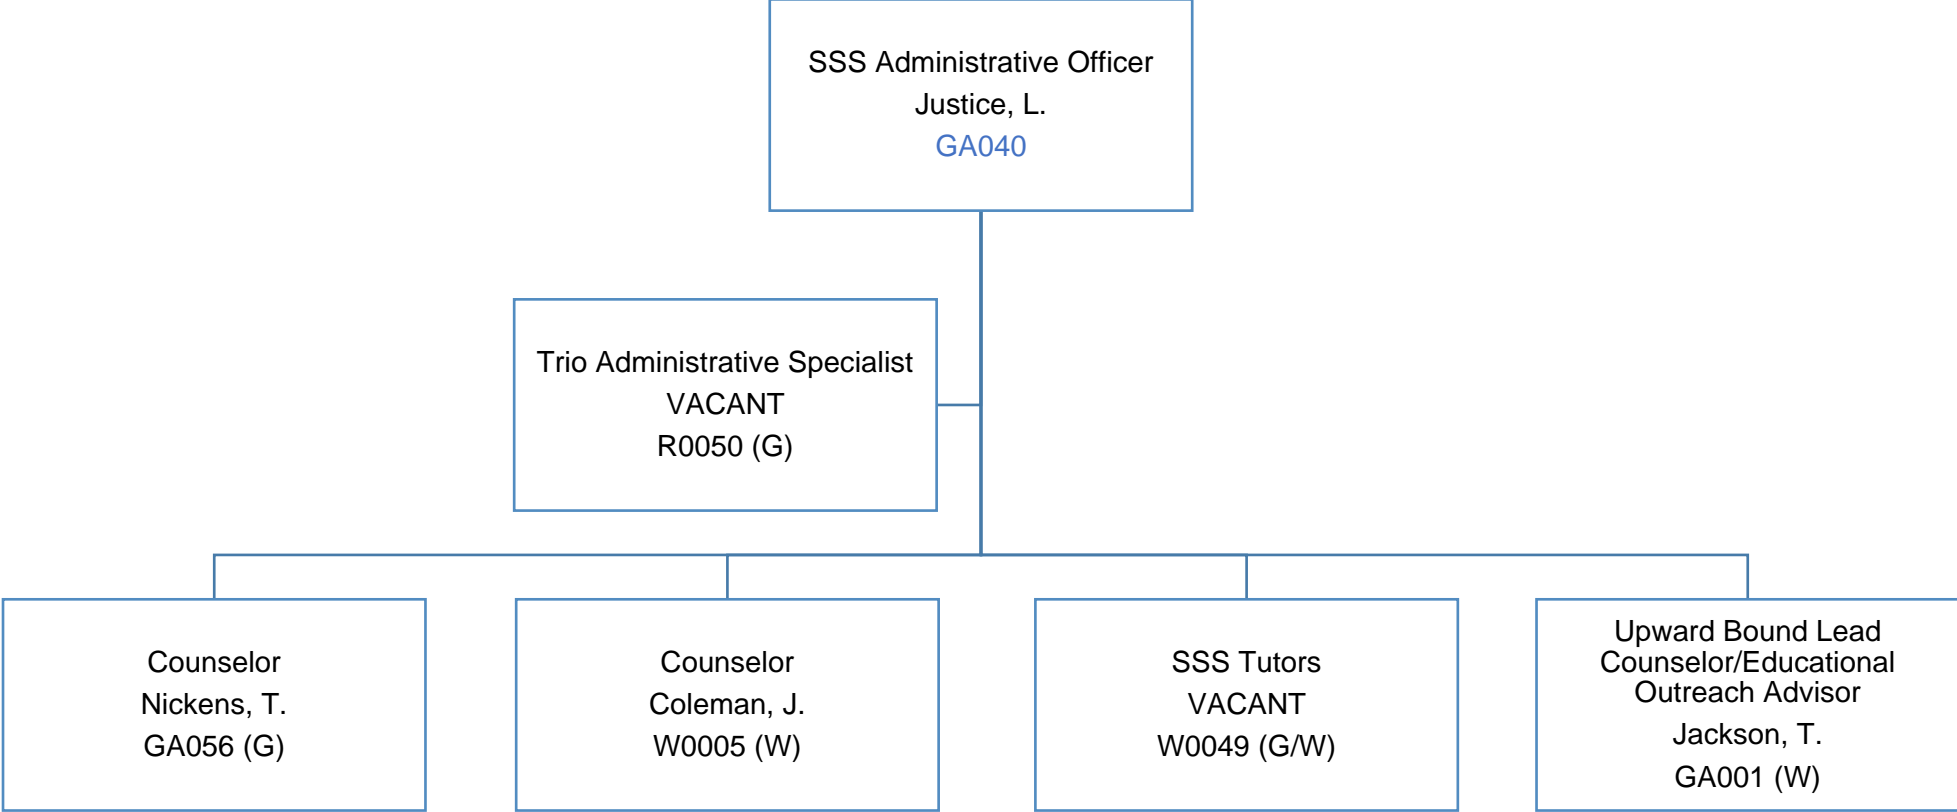 SSS Administrative Officer
Justice, L.
GA040
Trio Administrative Specialist
VACANT
R0050 (G)
Counselor
Nickens, T.
GA056 (G)
Counselor
Coleman, J.
W0005 (W)
SSS Tutors
VACANT
W0049 (G/W)
Upward Bound Lead
Counselor/Educational
Outreach Advisor
Jackson, T.
GA001 (W)